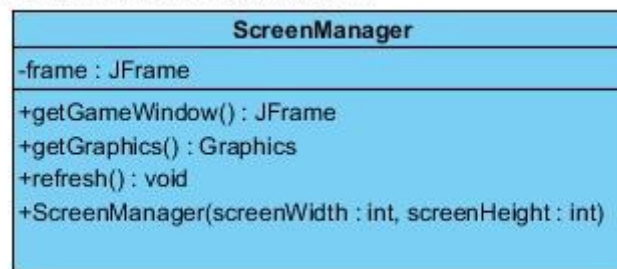 ScreenManager
-frame : JFrame
+getGameWindow() : JFrame
+getGraphics() : Graphics
+refresh() : void
+ScreenManager(screenWidth : int, screenHeight : int)